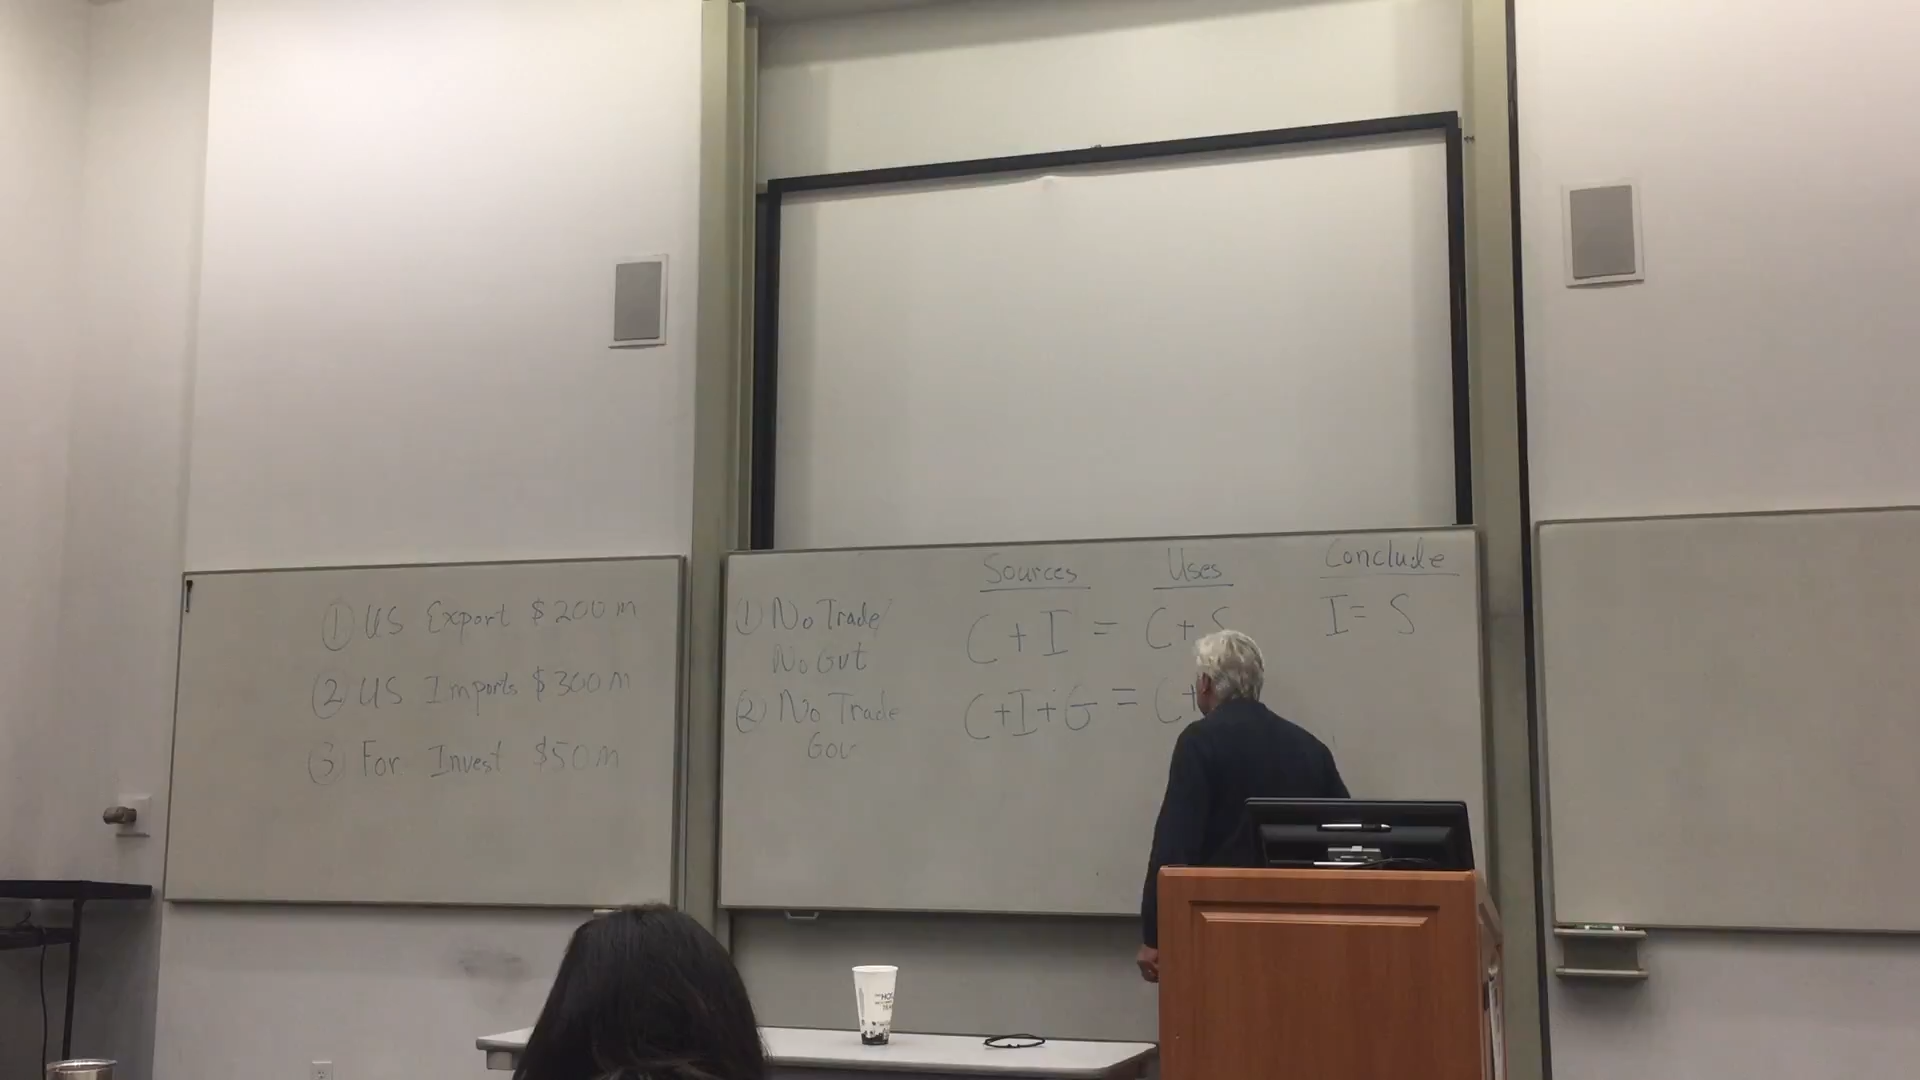 ① US Export $200m
② US Imports $300m
③ For Invest $50m
Sources Uses Conclude
① No Trade/ C+I = C+S I=S
No Gvt
② No Trade C+I+G = C+
Gov